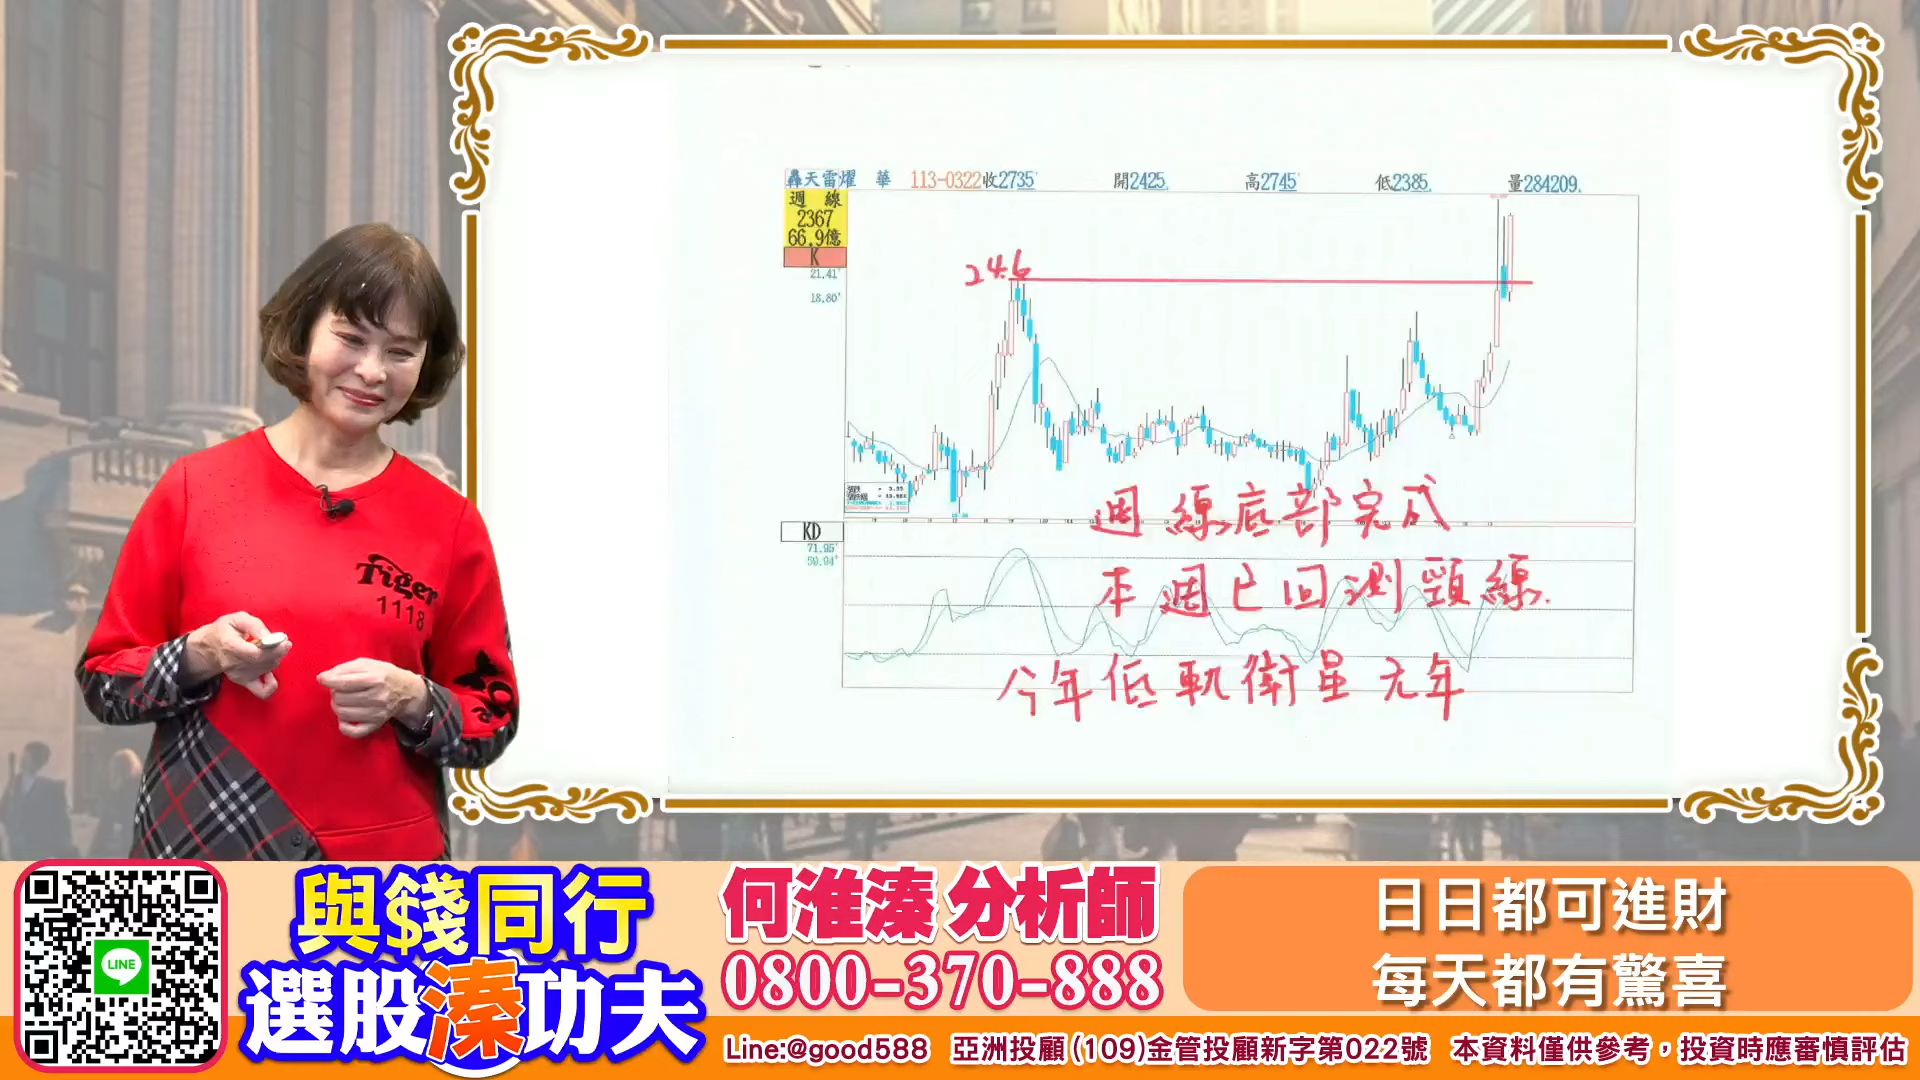 轟天雷燿 華 113-0322收2735 開2425. 高2745 低2385. 量284209.
週 線
2367
66.9億
K
21.41
18.80
24.6
週線底部完成
KD
71.95
59.94
本週已回測頸線.
今年低軌衛星元年
Tiger
1118
LINE
與$錢同行
選股溱功夫
何淮溱 分析師
0800-370-888
日日都可進財
每天都有驚喜
Line:@good588 亞洲投顧 (109)金管投顧新字第022號 本資料僅供參考，投資時應審慎評估